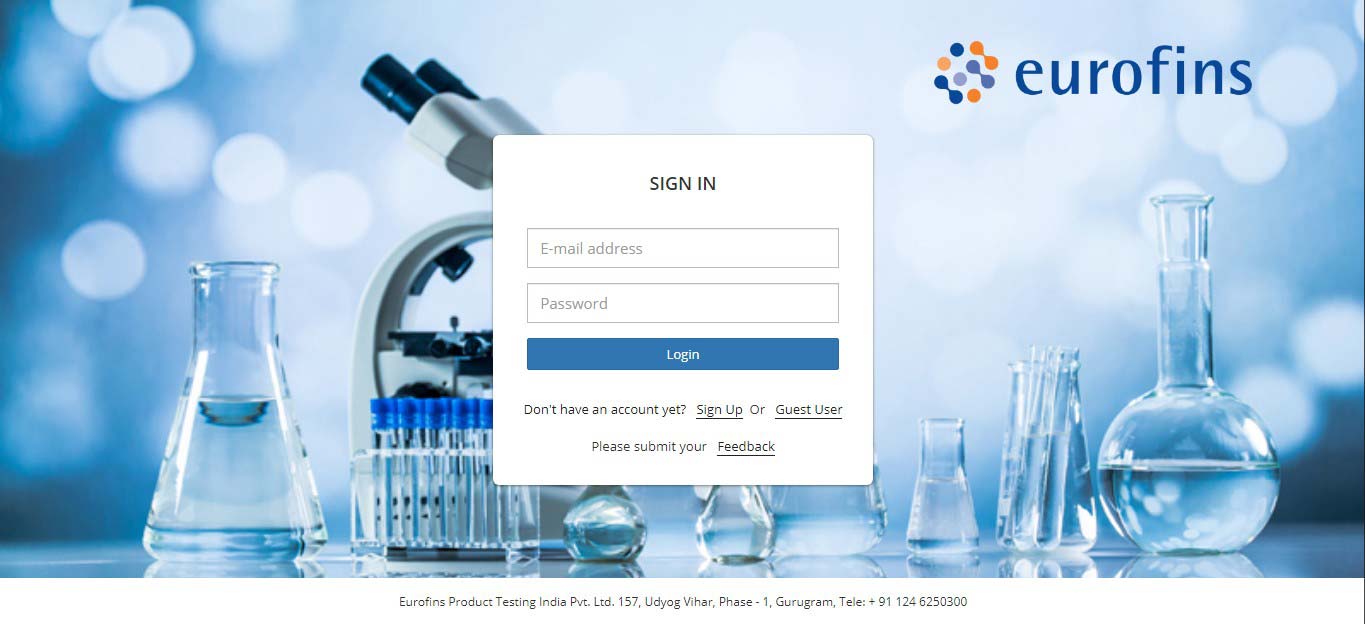 eurofins
SIGN IN
E-mail address
Password
Login
Don't have an account yet? Sign Up Or Guest User
Please submit your Feedback
Eurofins Product Testing India Pvt. Ltd. 157, Udyog Vihar, Phase - 1, Gurugram, Tele: + 91 124 6250300